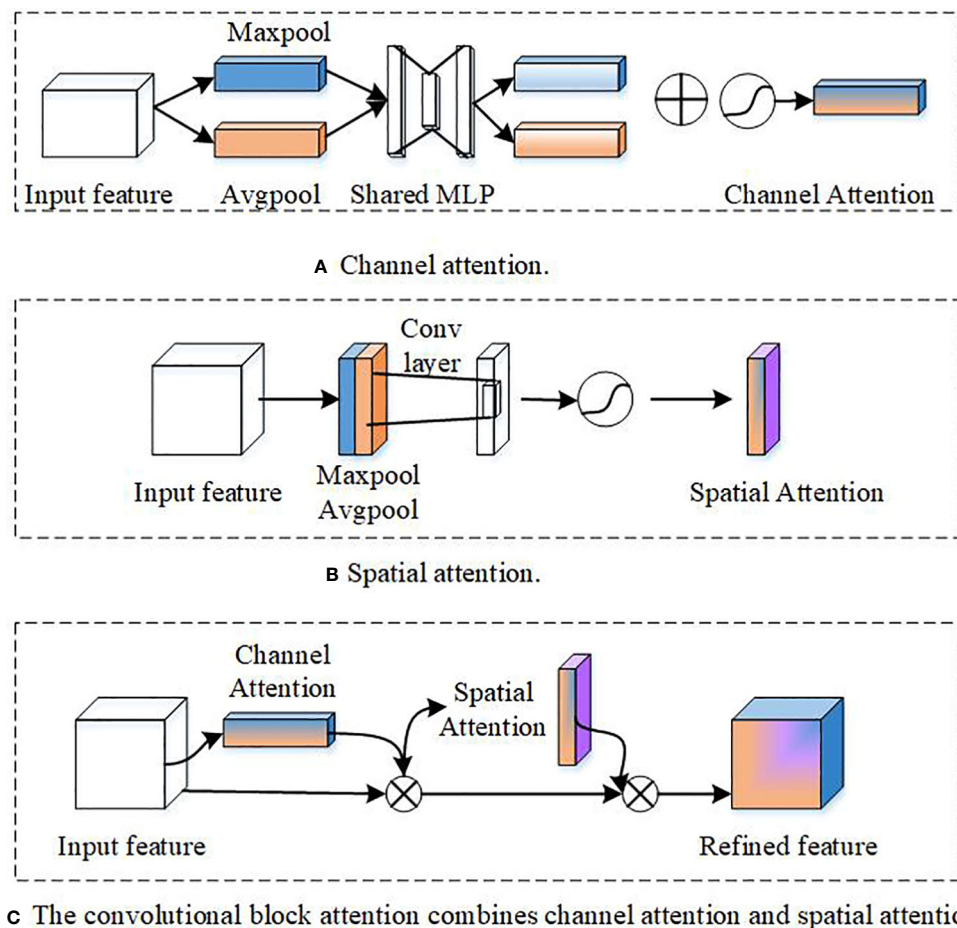 Maxpool
Input feature
Avgpool
Shared MLP
Channel Attention
A Channel attention.
Conv
layer
Input feature
Maxpool
Avgpool
Spatial Attention
B Spatial attention.
Channel
Attention
Spatial
Attention
Input feature
Refined feature
C The convolutional block attention combines channel attention and spatial attentio